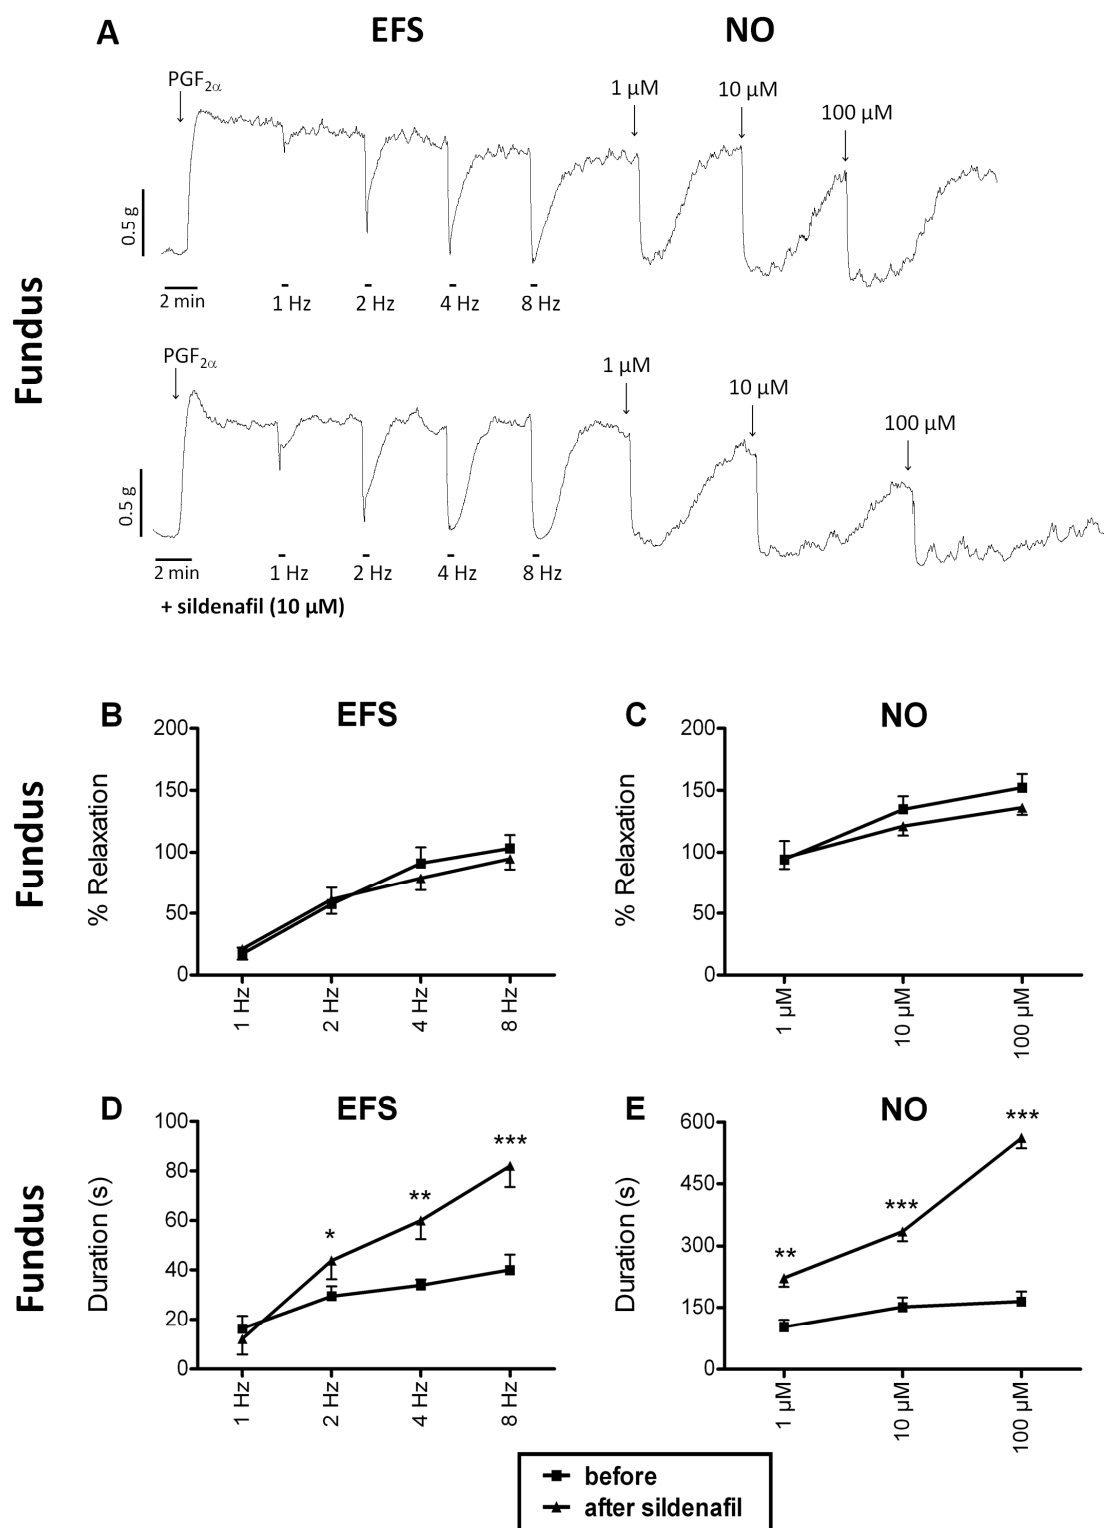 A
EFS
NO
PGF2α
1 µM
10 µM
100 µM
0.5 g
2 min
1 Hz
2 Hz
4 Hz
8 Hz
Fundus
PGF2α
1 µM
10 µM
100 µM
0.5 g
2 min
1 Hz
2 Hz
4 Hz
8 Hz
+ sildenafil (10 µM)
B
EFS
Fundus
% Relaxation
200
150
100
50
0
1 Hz
2 Hz
4 Hz
8 Hz
C
NO
% Relaxation
200
150
100
50
0
1 µM
10 µM
100 µM
D
EFS
Fundus
Duration (s)
100
80
60
40
20
0
*
**
***
1 Hz
2 Hz
4 Hz
8 Hz
E
NO
Duration (s)
600
450
300
150
0
**
***
***
1 µM
10 µM
100 µM
before
after sildenafil